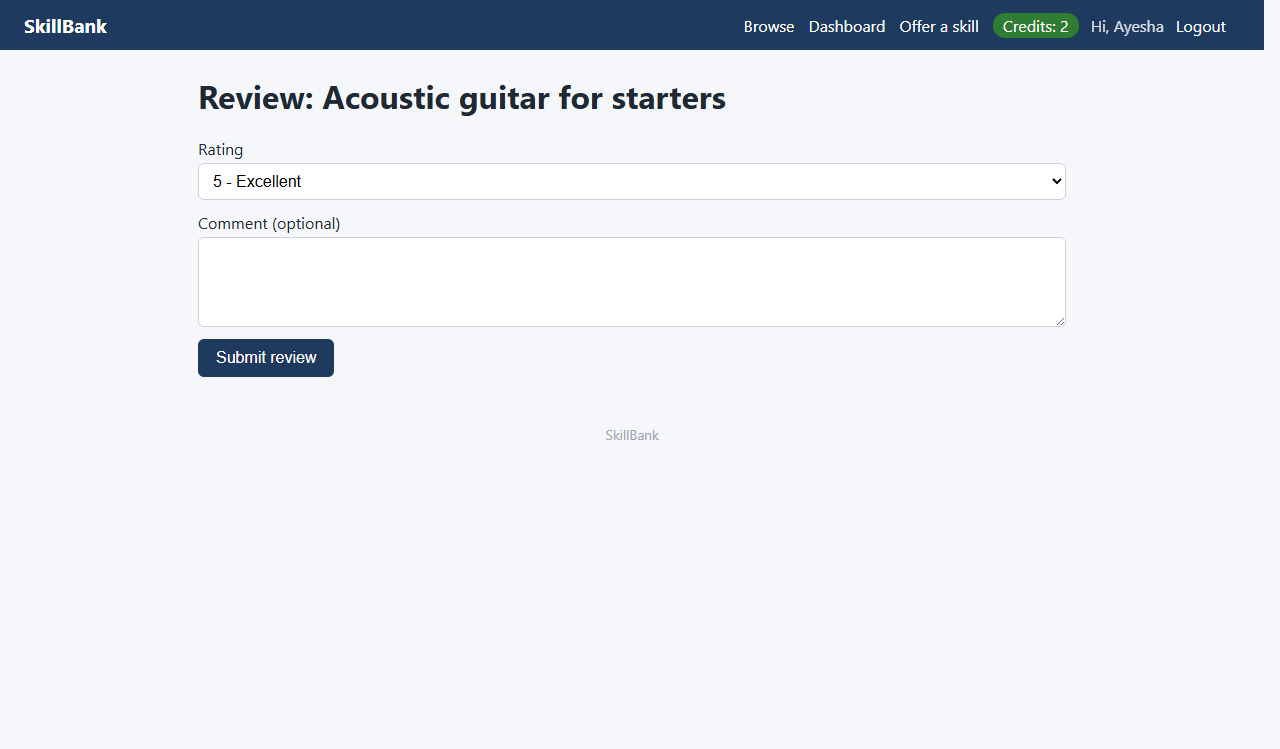 SkillBank Browse Dashboard Offer a skill Credits: 2 Hi, Ayesha Logout
Review: Acoustic guitar for starters
Rating
5 - Excellent
Comment (optional)
Submit review
SkillBank